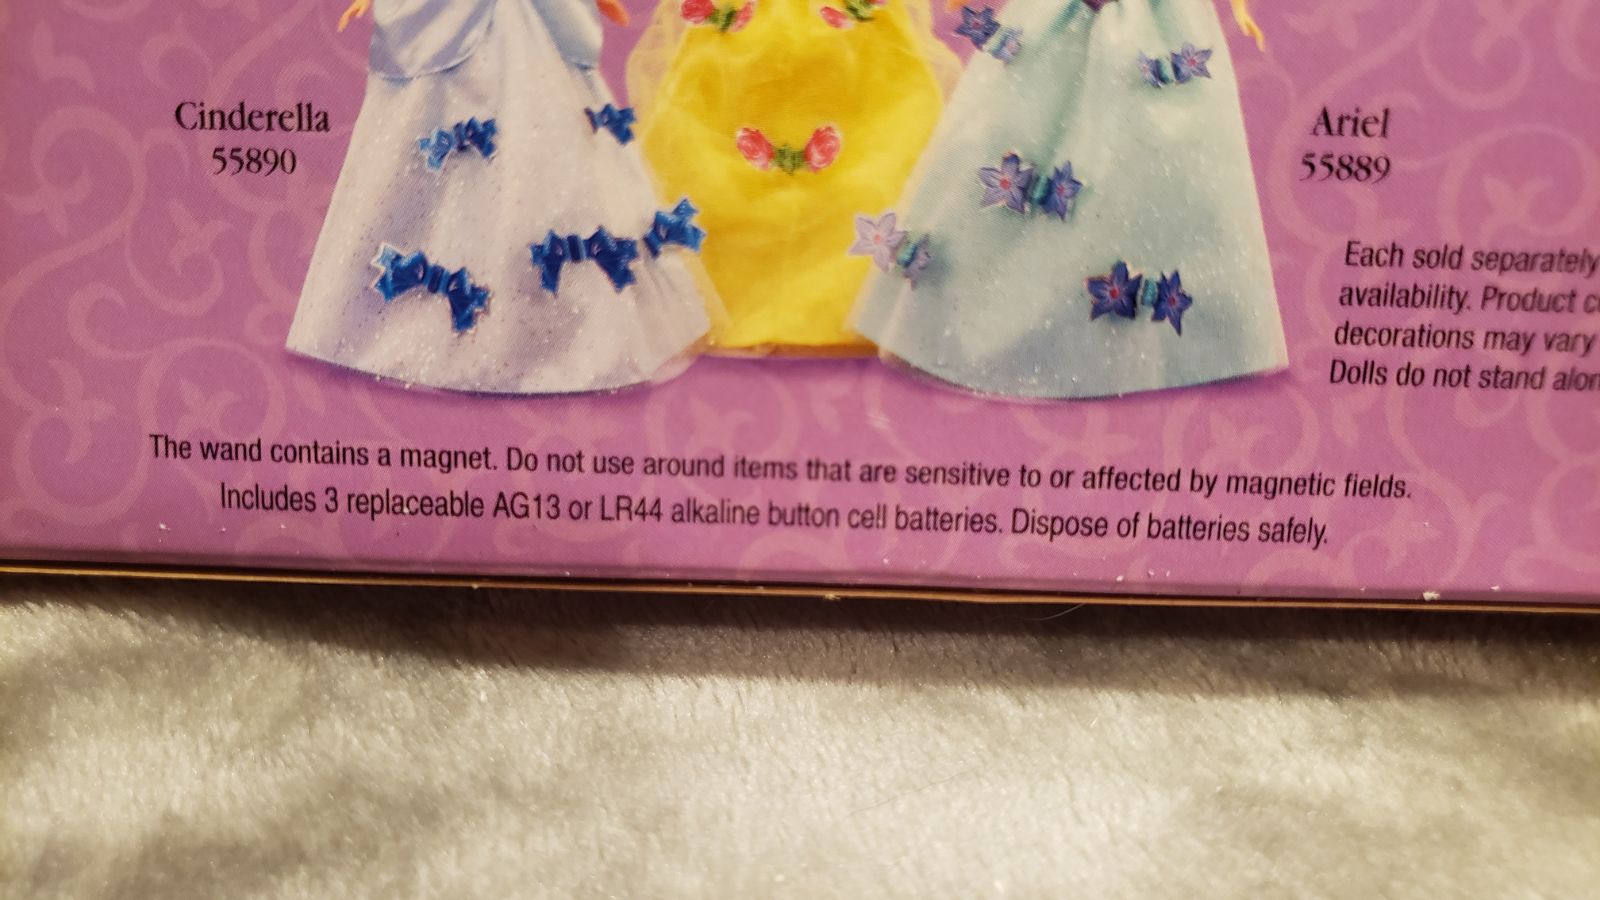 Cinderella
55890
Ariel
55889
Each sold separately
availability. Product
decorations may vary
Dolls do not stand
The wand contains a magnet. Do not use around items that are sensitive to or affected by magnetic fields.
Includes 3 replaceable AG13 or LR44 alkaline button cell batteries. Dispose of batteries safely.